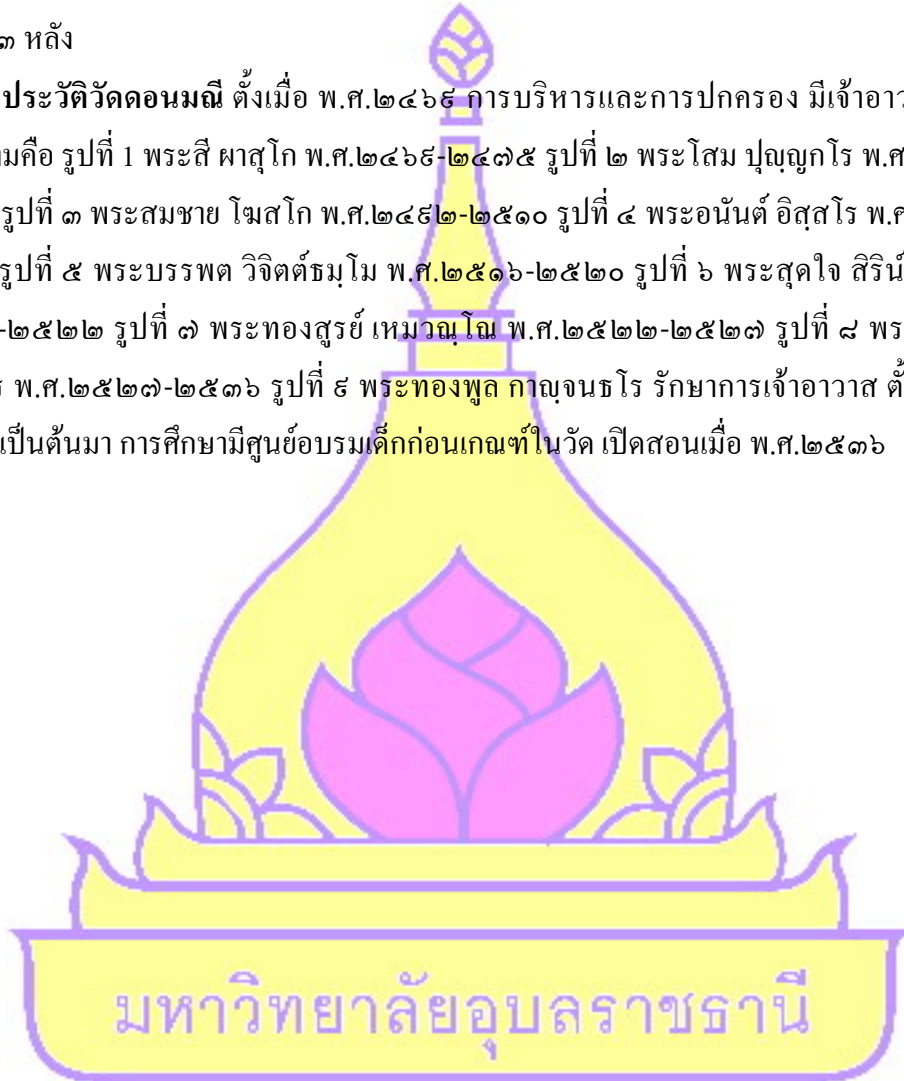 ๓ หลัง
ประวัติวัดดอนมณี ตั้งเมื่อ พ.ศ.๒๔๖๙ การบริหารและการปกครอง มีเจ้าอาว
มคือ รูปที่ 1 พระสี ผาสุโก พ.ศ.๒๔๖๙-๒๔๗๕ รูปที่ ๒ พระโสม ปุญฺญกโร พ.ศ
รูปที่ ๓ พระสมชาย โฆสโก พ.ศ.๒๔๙๒-๒๕๑๐ รูปที่ ๔ พระอนันต์ อิสฺสโร พ.ศ
รูปที่ ๕ พระบรรพต วิจิตต์ธมฺโม พ.ศ.๒๕๑๖-๒๕๒๐ รูปที่ ๖ พระสุดใจ สิริน์
-๒๕๒๒ รูปที่ ๗ พระทองสูรย์ เหมวณฺโณ พ.ศ.๒๕๒๒-๒๕๒๗ รูปที่ ๘ พระ
พ.ศ.๒๕๒๗-๒๕๓๖ รูปที่ ๙ พระทองพูล กาญฺจนธโร รักษาการเจ้าอาวาส ตั้
เป็นต้นมา การศึกษามีศูนย์อบรมเด็กก่อนเกณฑ์ในวัด เปิดสอนเมื่อ พ.ศ.๒๕๓๖
มหาวิทยาลัยอุบลราชธานี